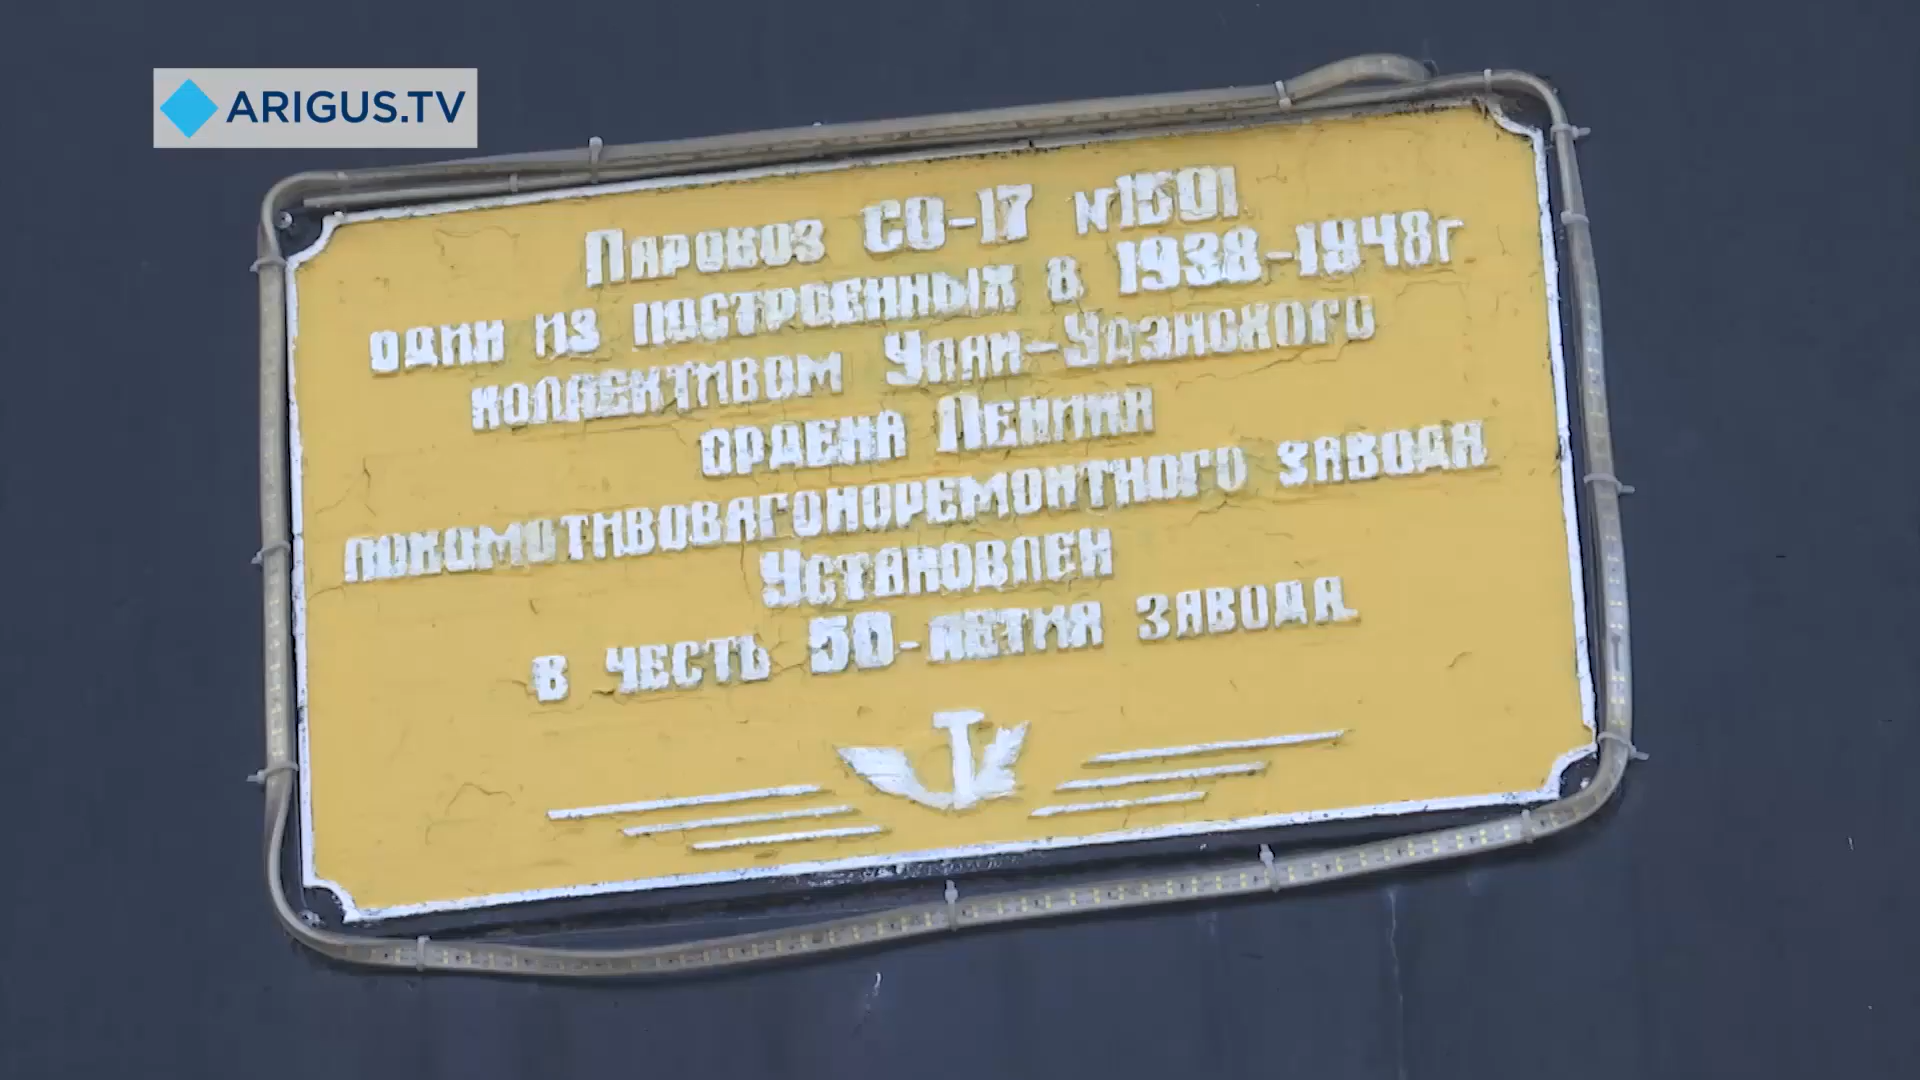 ARIGUS.TV
Паровоз СО-17 №1501
один из построенных в 1938-1948г
коллективом Улан-Удэнского
ордена Ленина
локомотивовагоноремонтного завода
Установлен
в честь 50-летия завода.